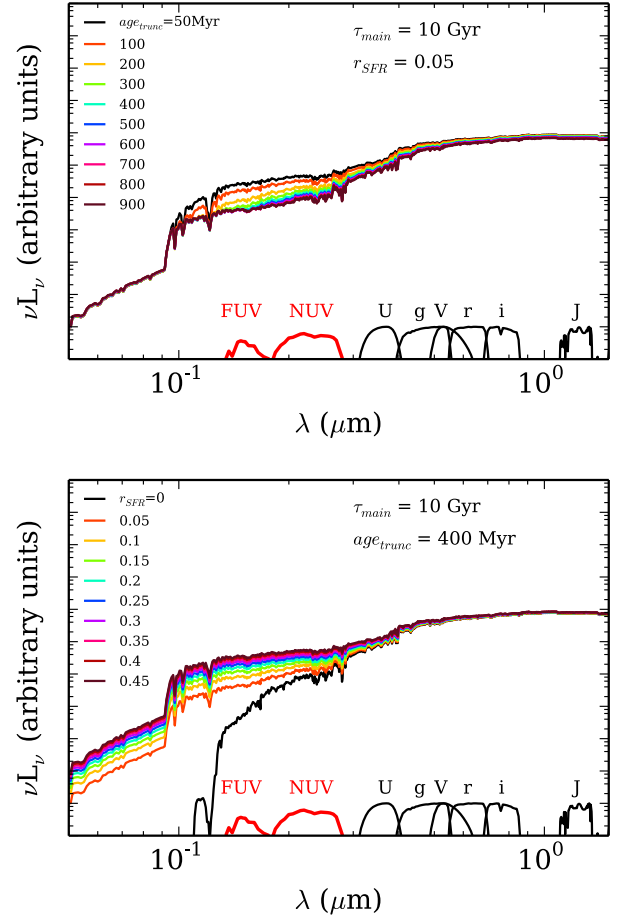 age_trunc=50Myr
100
200
300
400
500
600
700
800
900
τ_main = 10 Gyr
r_SFR = 0.05
νL_ν (arbitrary units)
FUV NUV U g V r i J
10^-1 10^0
λ (μm)
r_SFR=0
0.05
0.1
0.15
0.2
0.25
0.3
0.35
0.4
0.45
τ_main = 10 Gyr
age_trunc = 400 Myr
νL_ν (arbitrary units)
FUV NUV U g V r i J
10^-1 10^0
λ (μm)